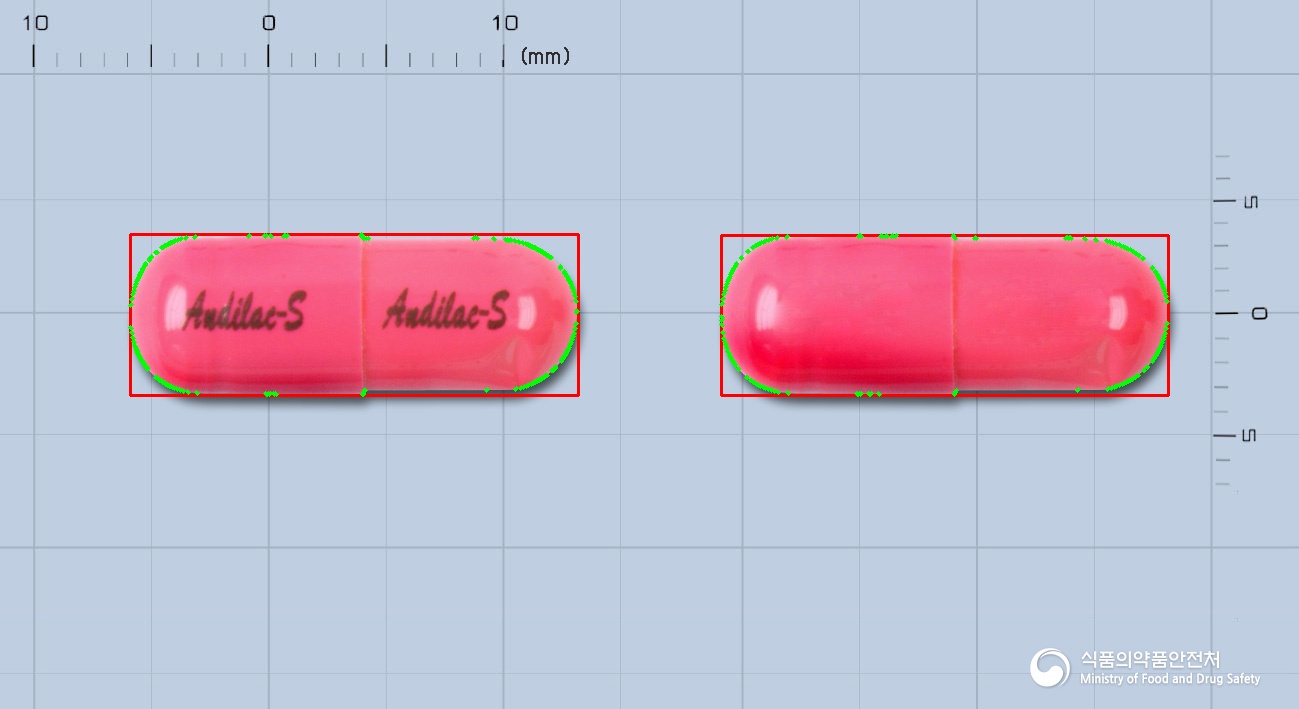 10 0 10
(mm)
Andilac-S Andilac-S
5
0
5
식품의약품안전처
Ministry of Food and Drug Safety